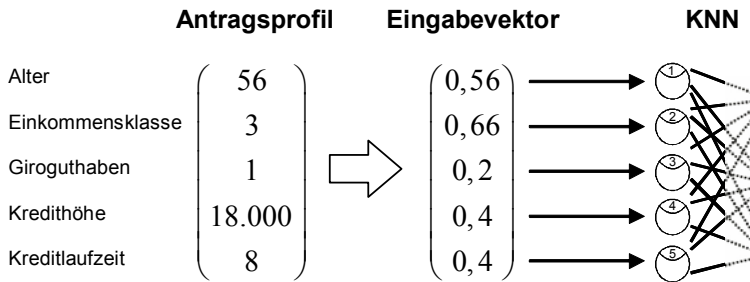 Antragsprofil Eingabevektor KNN
Alter 56 0,56 1
Einkommensklasse 3 0,66 2
Giroguthaben 1 0,2 3
Kredithöhe 18.000 0,4 4
Kreditlaufzeit 8 0,4 5